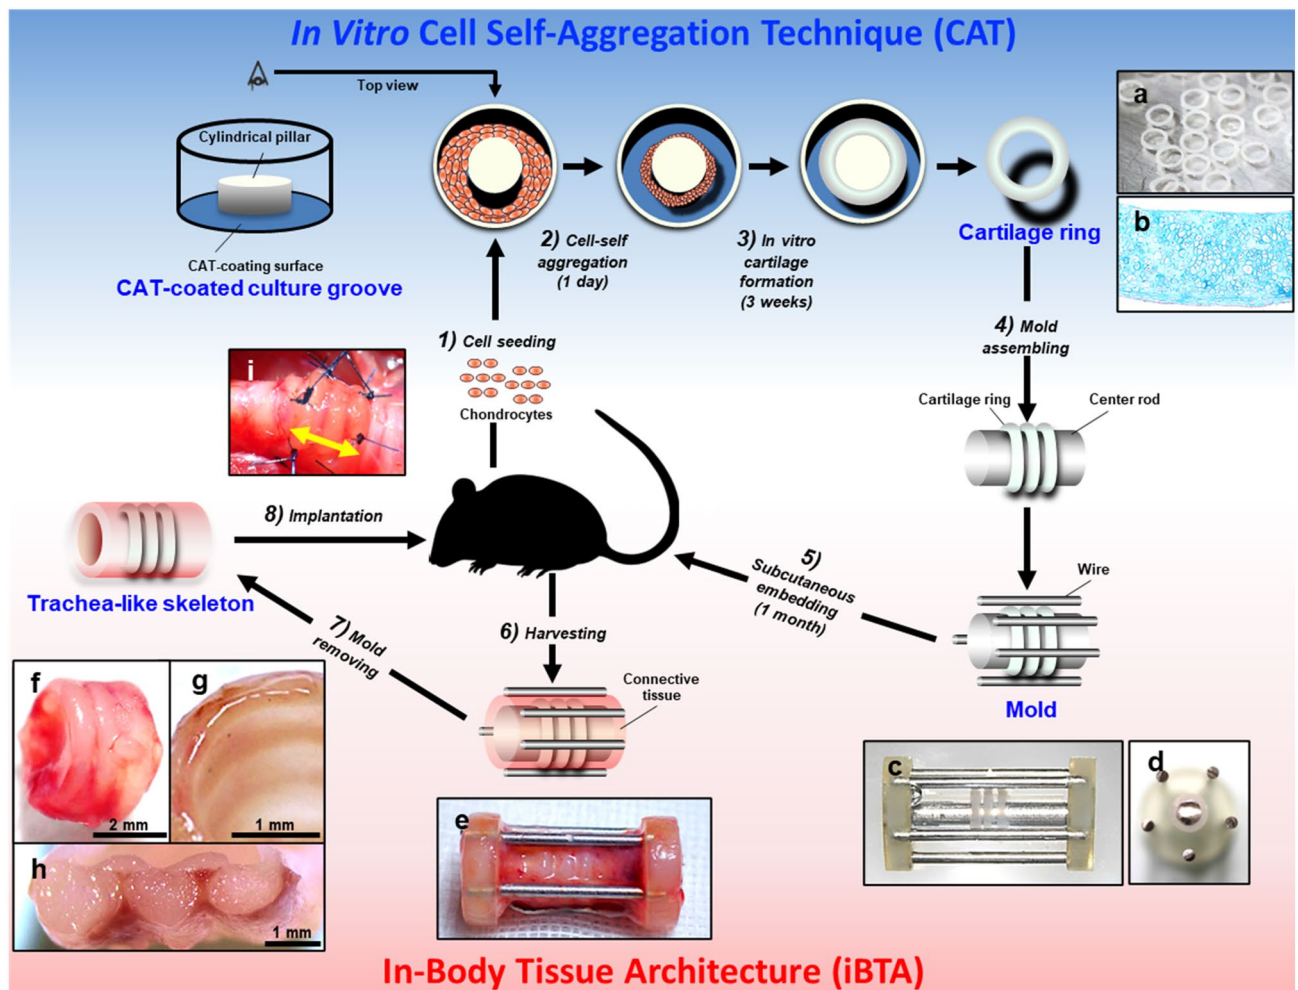 In Vitro Cell Self-Aggregation Technique (CAT)
Top view
Cylindrical pillar
CAT-coating surface
CAT-coated culture groove
2) Cell-self
aggregation
(1 day)
3) In vitro
cartilage
formation
(3 weeks)
Cartilage ring
a
b
1) Cell seeding
Chondrocytes
4) Mold
assembling
Cartilage ring
Center rod
i
8) Implantation
Trachea-like skeleton
5)
Subcutaneous
embedding
(1 month)
Wire
Mold
7) Mold
removing
6) Harvesting
Connective
tissue
f
2 mm
g
1 mm
h
1 mm
e
c
d
In-Body Tissue Architecture (iBTA)